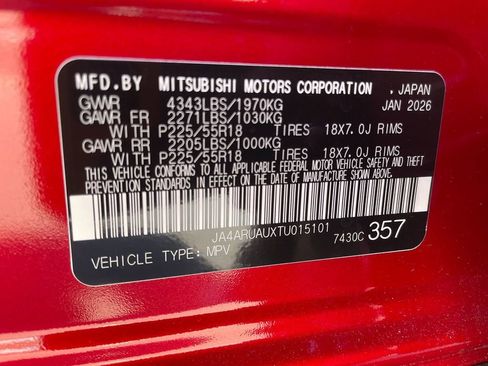 MFD.BY MITSUBISHI MOTORS CORPORATION . JAPAN
GVWR 4343LBS/1970KG JAN 2026
GAWR FR 2271LBS/1030KG
WITH P225/55R18 TIRES 18X7.0J RIMS
GAWR RR 2205LBS/1000KG
WITH P225/55R18 TIRES 18X7.0J RIMS
THIS VEHICLE CONFORMS TO ALL APPLICABLE FEDERAL MOTOR VEHICLE SAFETY AND THEFT
PREVENTION STANDARDS IN EFFECT ON THE DATE OF MANUFACTURE SHOWN ABOVE.
JA4ARUAUXTU015101 7430C 357
VEHICLE TYPE: MPV